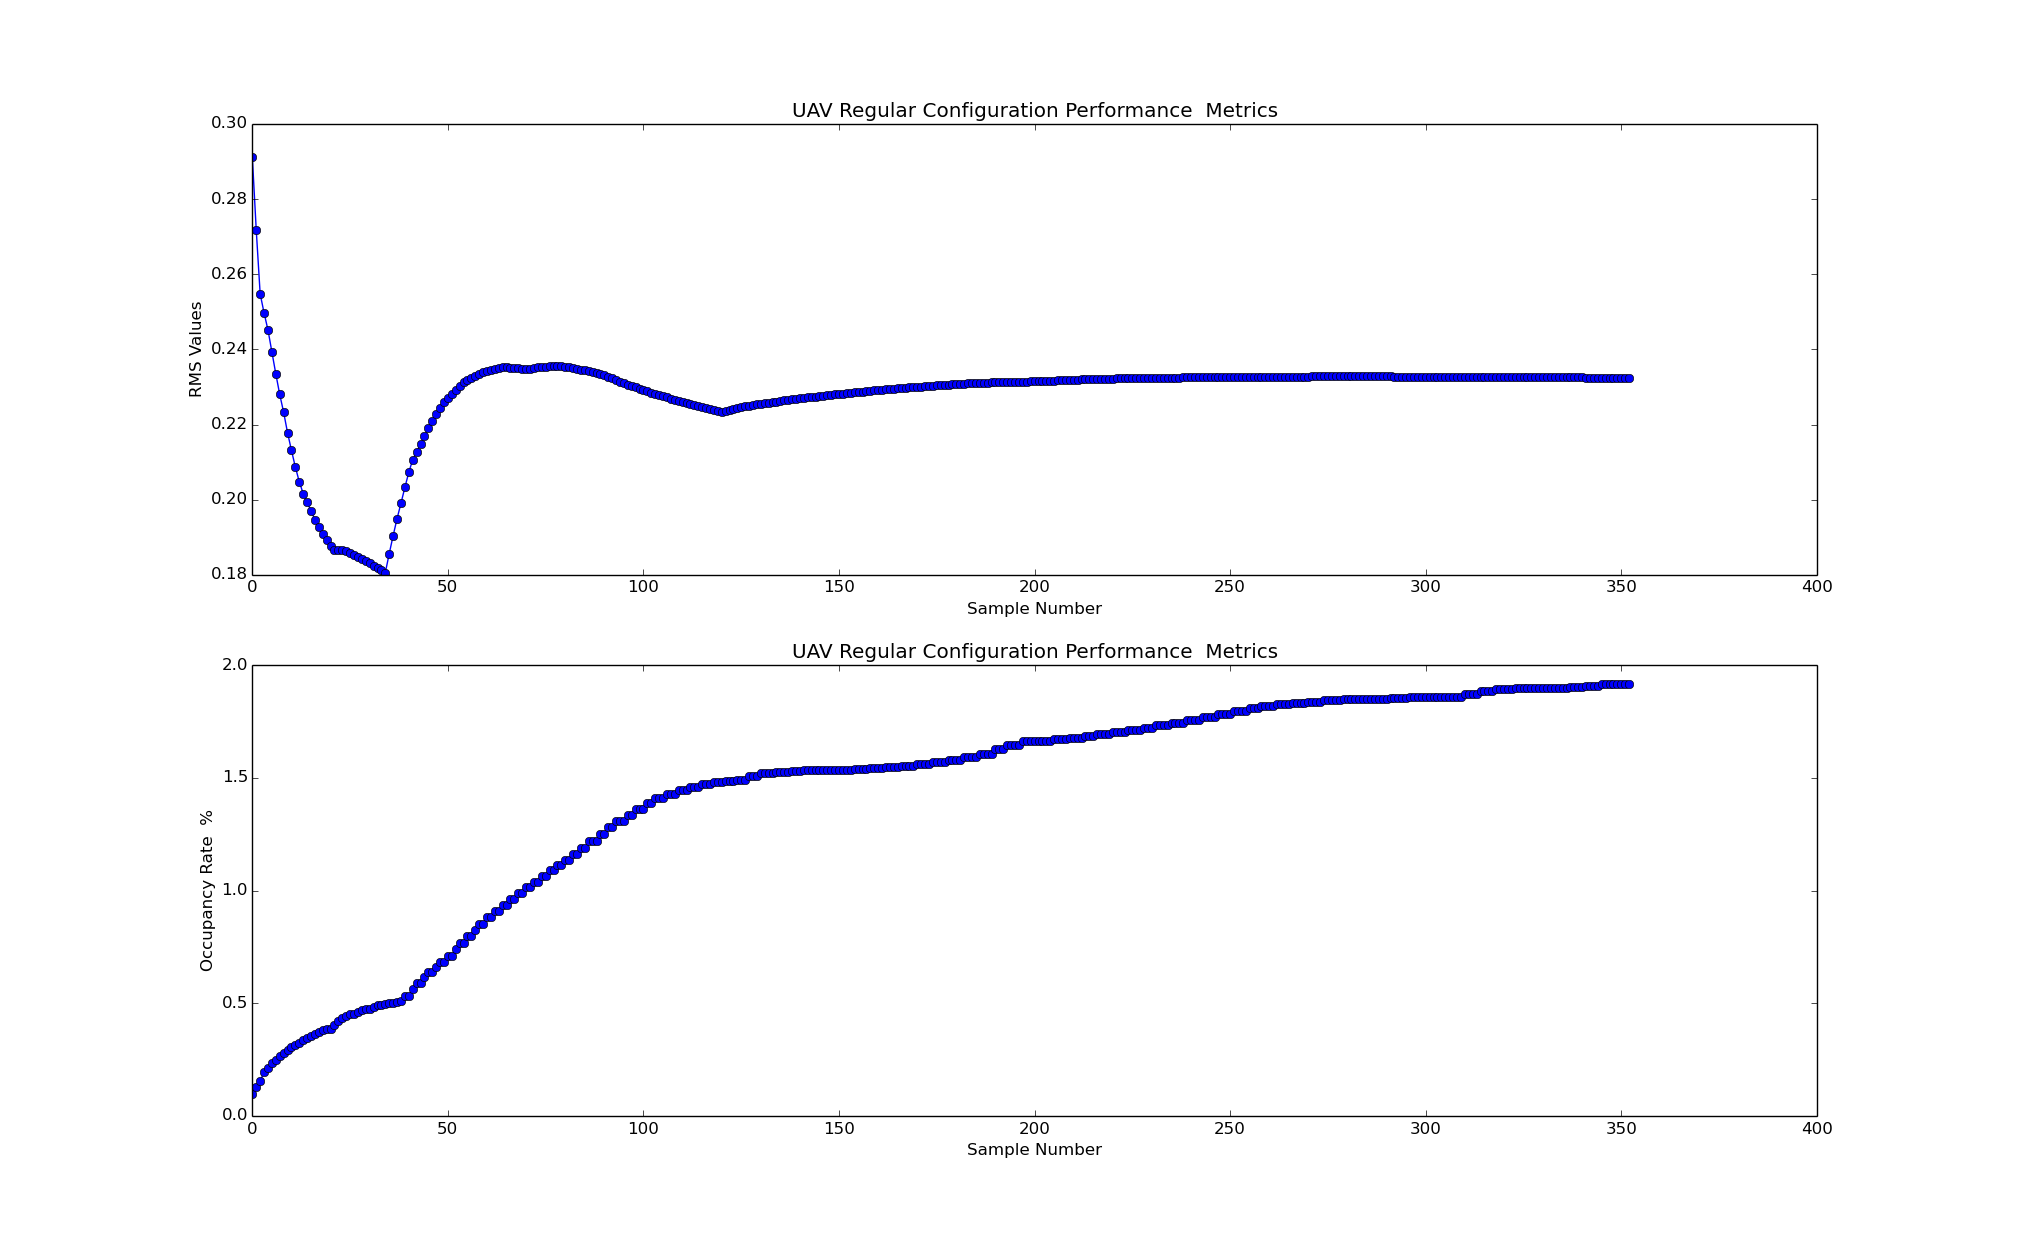 UAV Regular Configuration Performance  Metrics
0.30
0.28
0.26
0.24
0.22
0.20
0.18
RMS Values
0 50 100 150 200 250 300 350 400
Sample Number
UAV Regular Configuration Performance  Metrics
2.0
1.5
1.0
0.5
0.0
Occupancy Rate  %
0 50 100 150 200 250 300 350 400
Sample Number